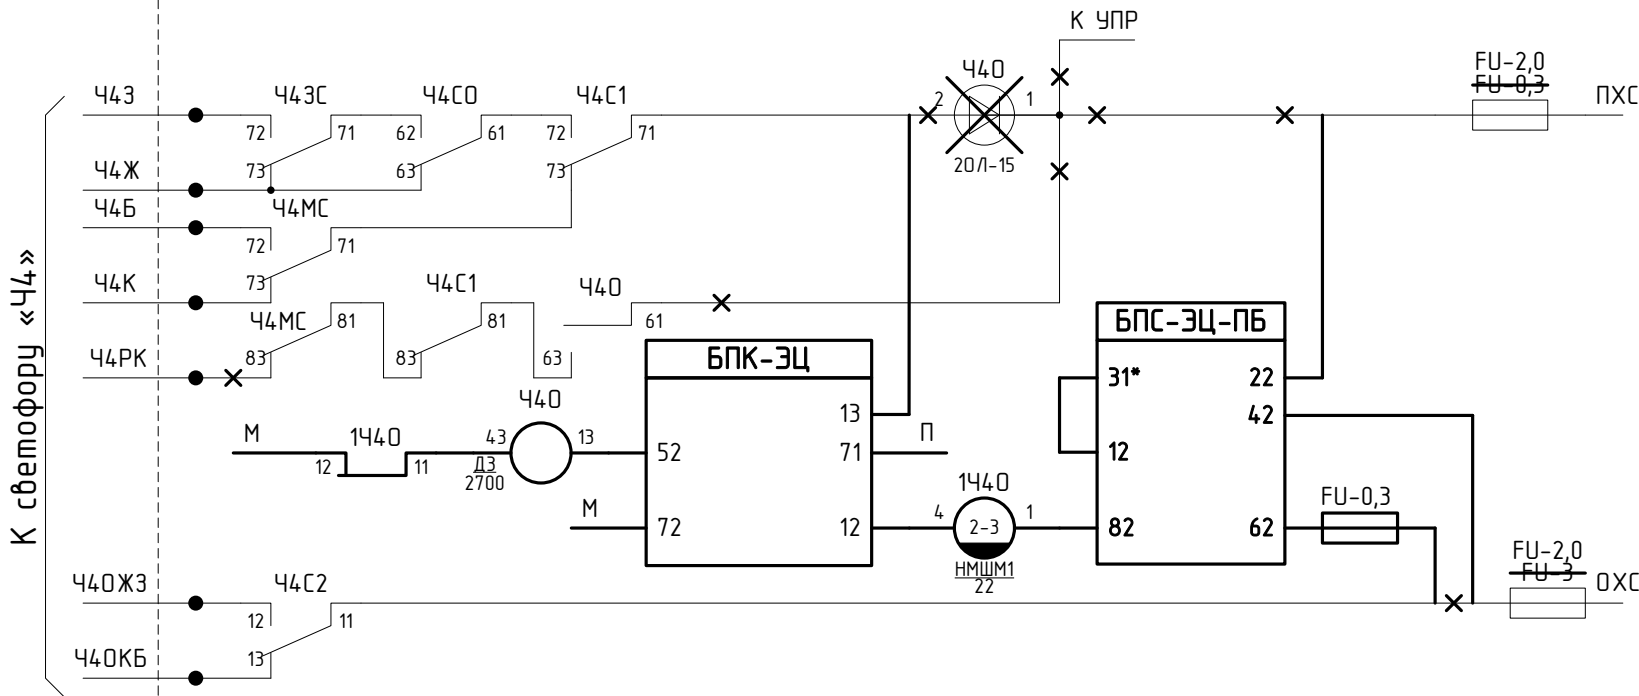 К УПР
Ч4О
FU-2,0
FU-0,3
ПХС
Ч4З
Ч4ЗС
Ч4СО
Ч4С1
2
1
72
71
62
61
72
71
20Л-15
Ч4Ж
73
63
73
Ч4Б
Ч4МС
72
71
К светофору «Ч4»
Ч4К
73
Ч4С1
Ч4О
Ч4МС
81
81
61
БПС-ЭЦ-ПБ
Ч4РК
83
83
63
БПК-ЭЦ
31*
22
Ч4О
13
42
М
1Ч4О
43
13
П
12
11
ДЗ
2700
52
71
12
1Ч4О
FU-0,3
М
72
12
4
2-3
1
82
62
НМШМ1
22
FU-2,0
FU-3
ОХС
Ч4ОЖЗ
Ч4С2
12
11
Ч4ОКБ
13